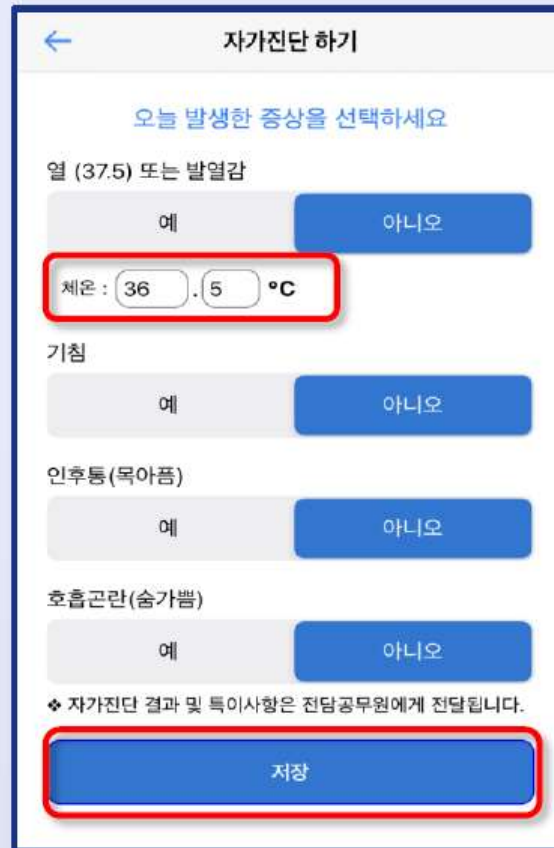 자가진단 하기
오늘 발생한 증상을 선택하세요
열 (37.5) 또는 발열감
예 아니오
체온 : 36 . 5 °C
기침
예 아니오
인후통(목아픔)
예 아니오
호흡곤란(숨가쁨)
예 아니오
❖ 자가진단 결과 및 특이사항은 전담공무원에게 전달됩니다.
저장